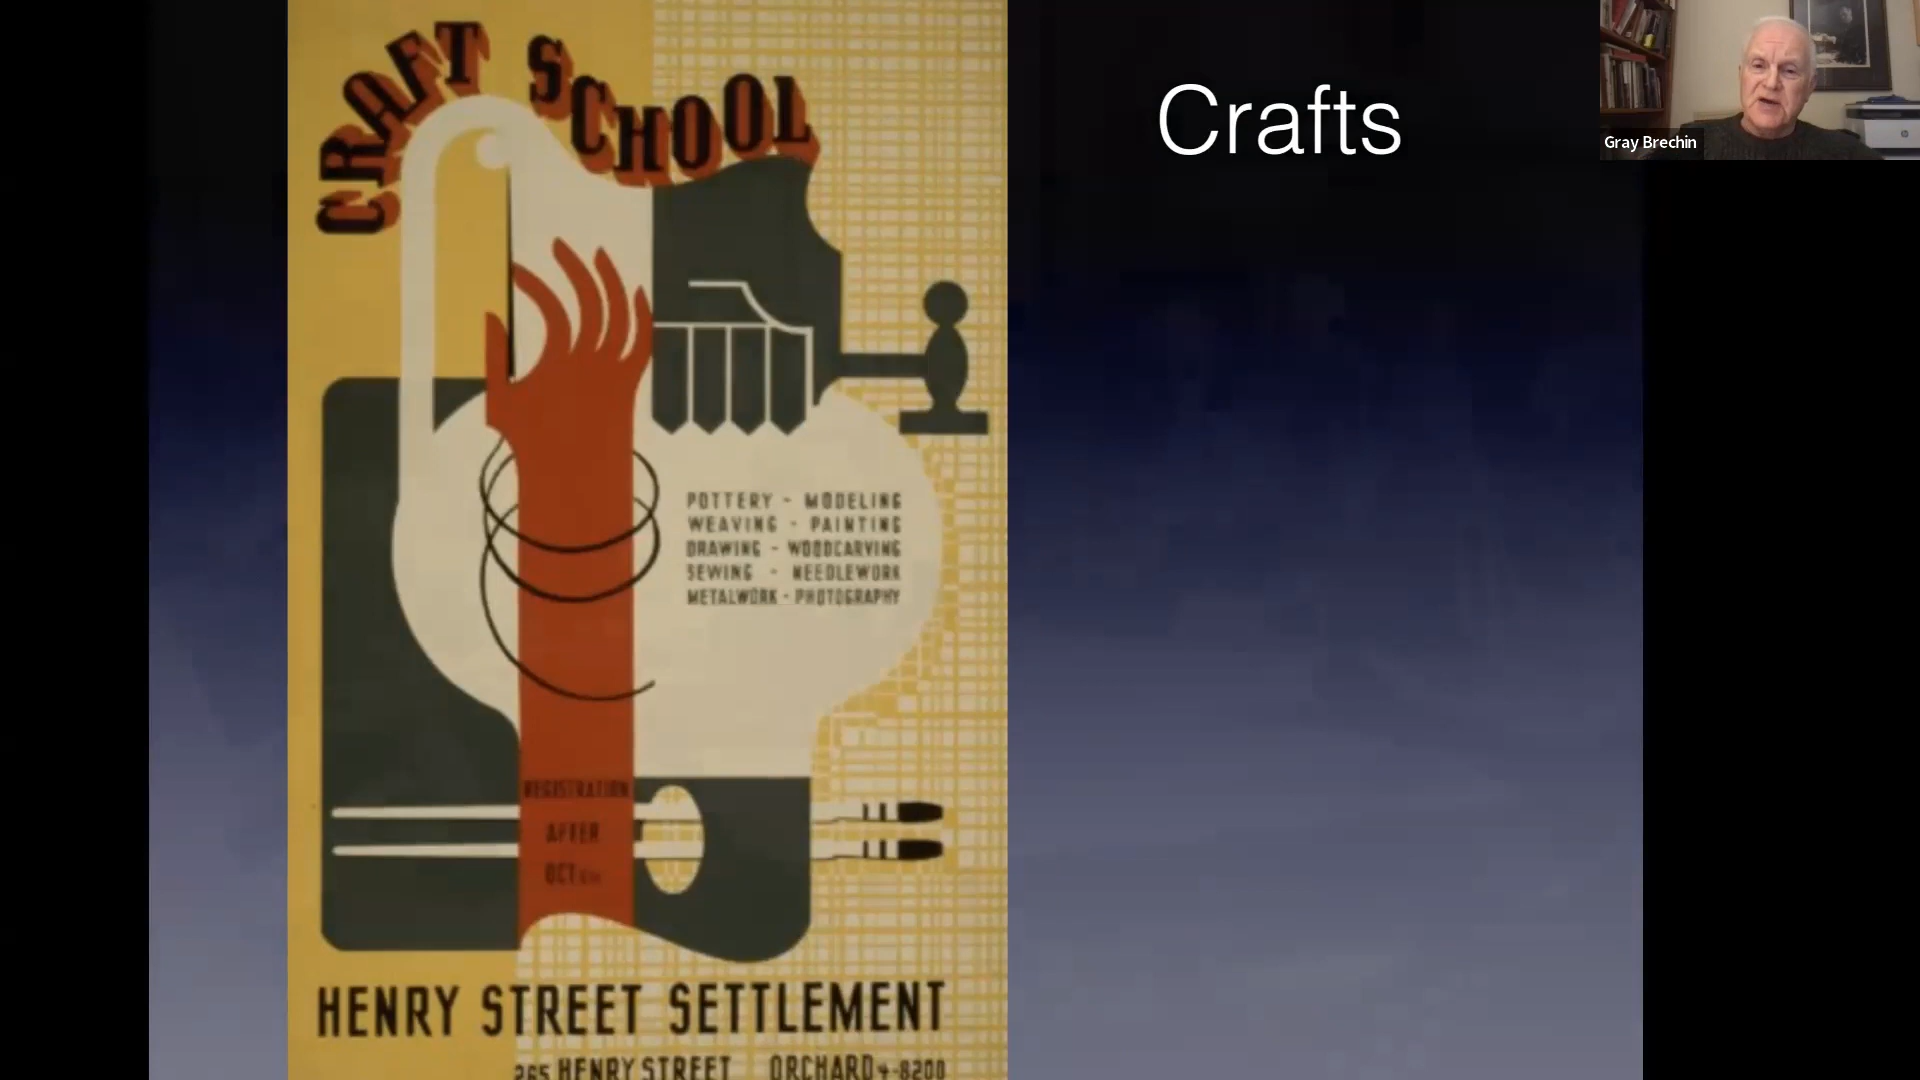 CRAFT SCHOOL
Crafts
Gray Brechin
POTTERY - MODELING
WEAVING - PAINTING
DRAWING - WOODCARVING
SEWING - NEEDLEWORK
METALWORK - PHOTOGRAPHY
REGISTRATION
AFTER
OCT
HENRY STREET SETTLEMENT
265 HENRY STREET ORCHARD 4-8200